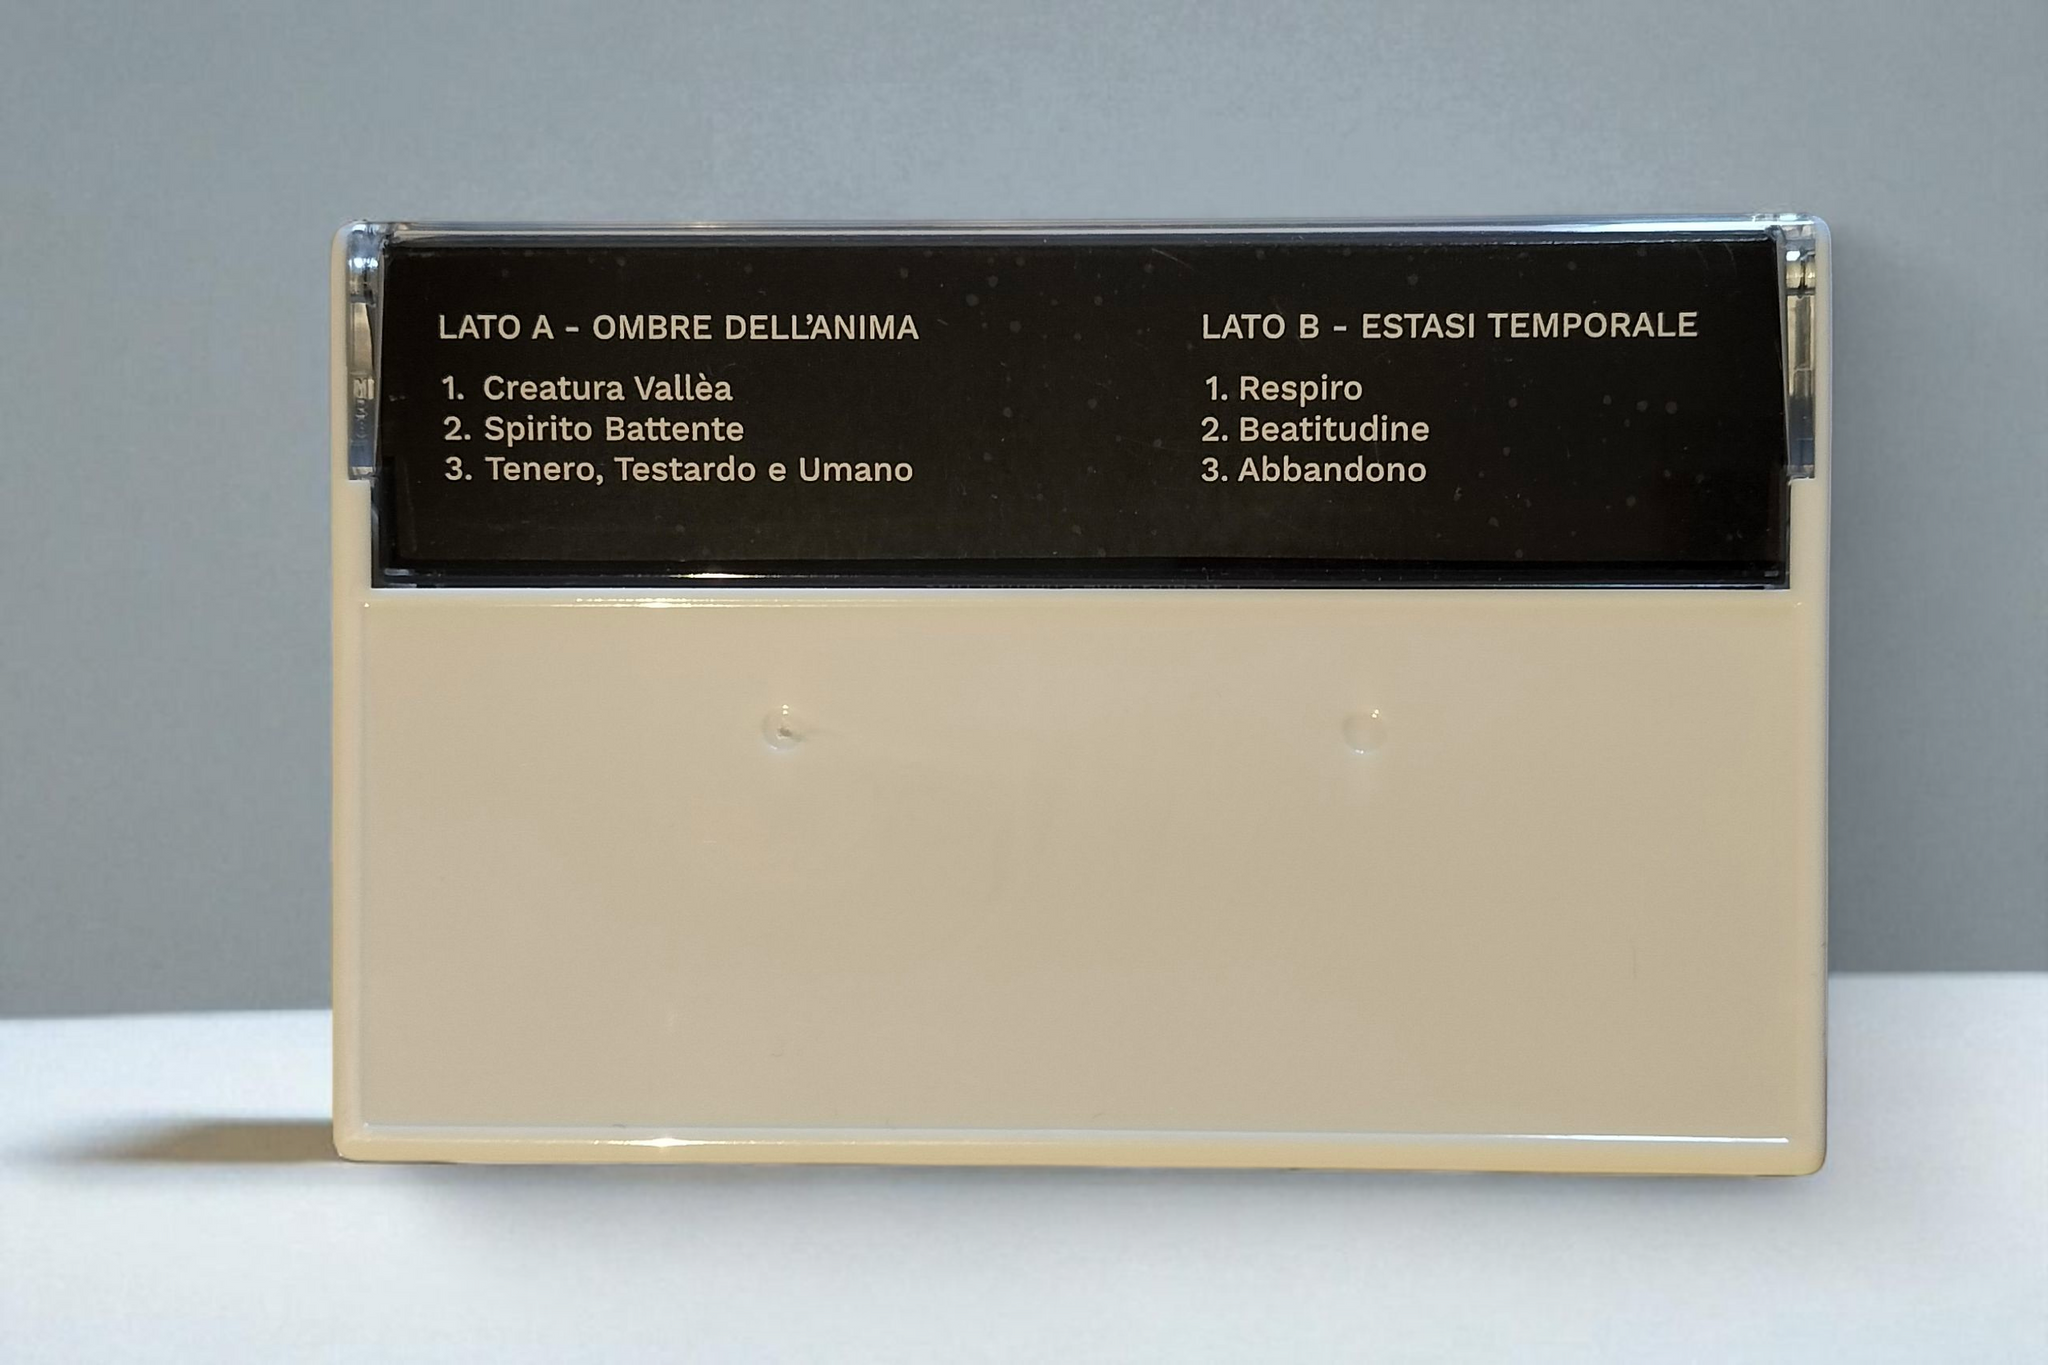 LATO A - OMBRE DELL’ANIMA
1. Creatura Vallèa
2. Spirito Battente
3. Tenero, Testardo e Umano
LATO B - ESTASI TEMPORALE
1. Respiro
2. Beatitudine
3. Abbandono